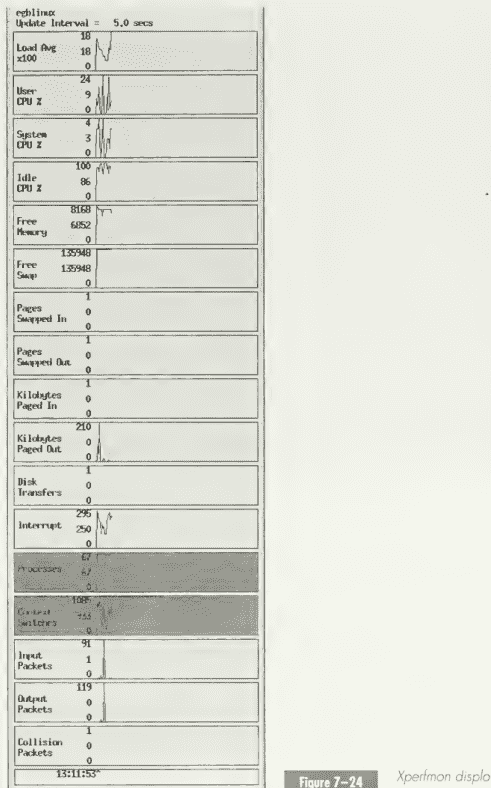 egblinux
Update Interval = 5.0 secs
18
Load Avg 18
x100
0
24
User 9
CPU %
0
4
System 3
CPU %
0
100
Idle 86
CPU %
0
8168
Free 6852
Memory
0
135948
Free 135948
Swap
0
1
Pages
Swapped In 0
0
1
Pages
Swapped Out 0
0
1
Kilobytes 0
Paged In
0
210
Kilobytes 0
Paged Out
0
1
Disk 0
Transfers
0
295
Interrupt 250
0
67
Processes 67
0
1085
Context
Switches
0
91
Input 1
Packets
0
119
Output 0
Packets
0
1
Collision 0
Packets
0
13:11:53"
Figure 7–24 Xperfmon displa